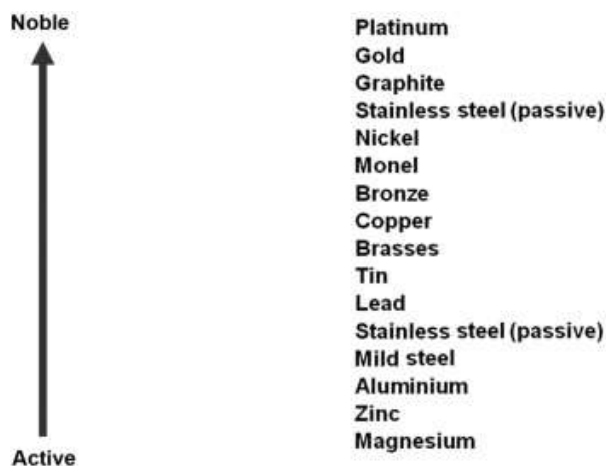 Noble
Platinum
Gold
Graphite
Stainless steel (passive)
Nickel
Monel
Bronze
Copper
Brasses
Tin
Lead
Stainless steel (passive)
Mild steel
Aluminium
Zinc
Magnesium
Active